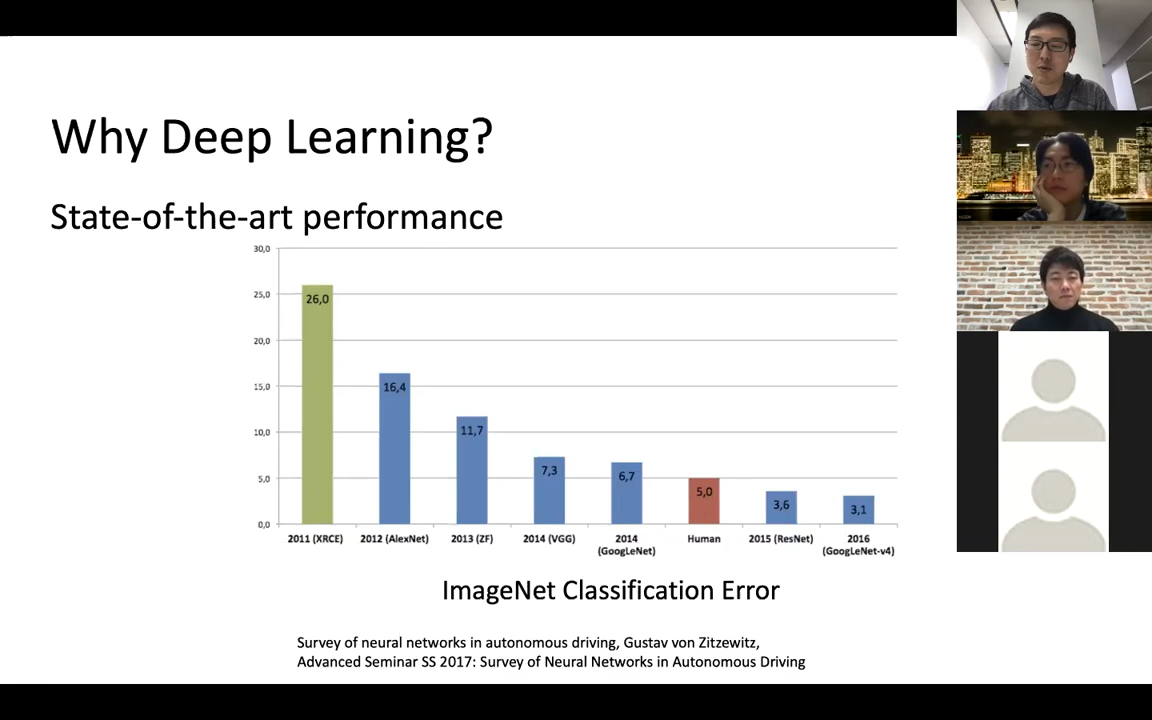 Why Deep Learning?
State-of-the-art performance
30,0
25,0
20,0
15,0
10,0
5,0
0,0
26,0
16,4
11,7
7,3
6,7
5,0
3,6
3,1
2011 (XRCE)
2012 (AlexNet)
2013 (ZF)
2014 (VGG)
2014
(GoogLeNet)
Human
2015 (ResNet)
2016
(GoogLeNet-v4)
ImageNet Classification Error
Survey of neural networks in autonomous driving, Gustav von Zitzewitz,
Advanced Seminar SS 2017: Survey of Neural Networks in Autonomous Driving